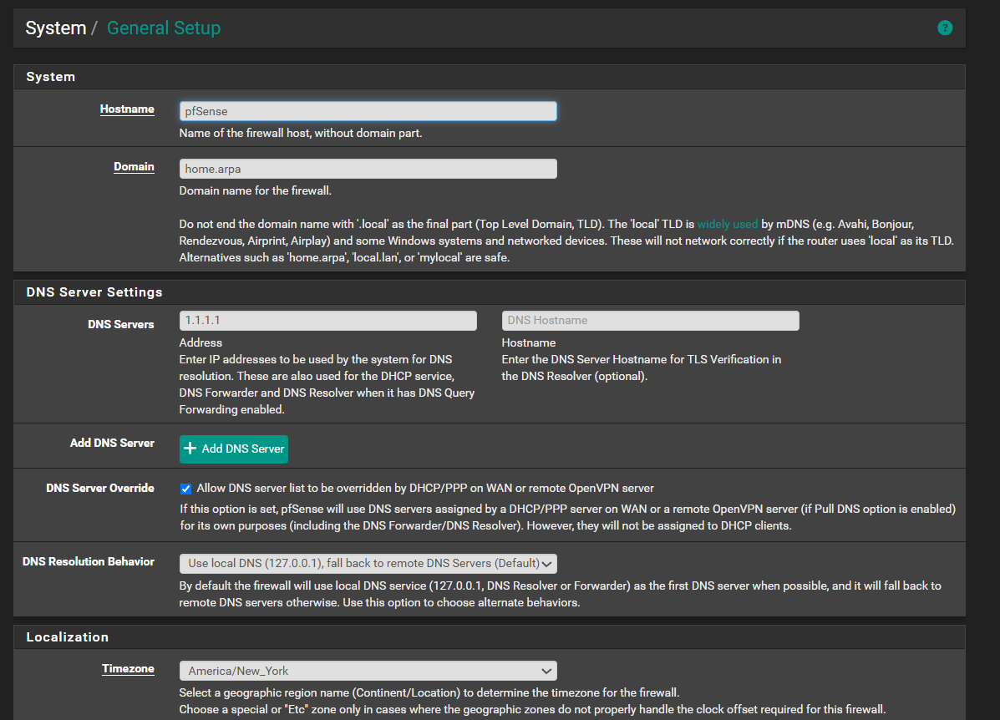 System / General Setup
?
System
Hostname
pfSense
Name of the firewall host, without domain part.
Domain
home.arpa
Domain name for the firewall.
Do not end the domain name with '.local' as the final part (Top Level Domain, TLD). The 'local' TLD is widely used by mDNS (e.g. Avahi, Bonjour,
Rendezvous, Airprint, Airplay) and some Windows systems and networked devices. These will not network correctly if the router uses 'local' as its TLD.
Alternatives such as 'home.arpa', 'local.lan', or 'mylocal' are safe.
DNS Server Settings
DNS Servers
1.1.1.1
Address
Enter IP addresses to be used by the system for DNS
resolution. These are also used for the DHCP service,
DNS Forwarder and DNS Resolver when it has DNS Query
Forwarding enabled.
DNS Hostname
Hostname
Enter the DNS Server Hostname for TLS Verification in
the DNS Resolver (optional).
Add DNS Server
+ Add DNS Server
DNS Server Override
Allow DNS server list to be overridden by DHCP/PPP on WAN or remote OpenVPN server
If this option is set, pfSense will use DNS servers assigned by a DHCP/PPP server on WAN or a remote OpenVPN server (if Pull DNS option is enabled)
for its own purposes (including the DNS Forwarder/DNS Resolver). However, they will not be assigned to DHCP clients.
DNS Resolution Behavior
Use local DNS (127.0.0.1), fall back to remote DNS Servers (Default)
By default the firewall will use local DNS service (127.0.0.1, DNS Resolver or Forwarder) as the first DNS server when possible, and it will fall back to
remote DNS servers otherwise. Use this option to choose alternate behaviors.
Localization
Timezone
America/New_York
Select a geographic region name (Continent/Location) to determine the timezone for the firewall.
Choose a special or "Etc" zone only in cases where the geographic zones do not properly handle the clock offset required for this firewall.